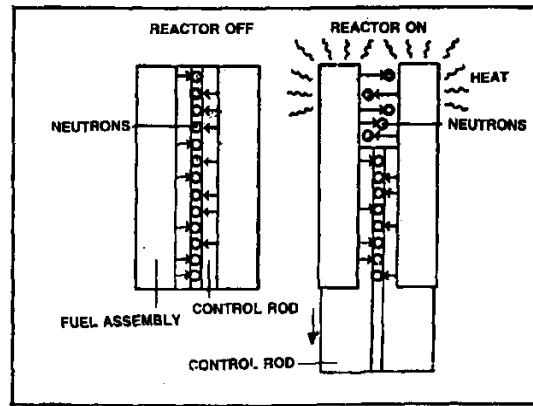 REACTOR OFF
NEUTRONS
FUEL ASSEMBLY
CONTROL ROD
REACTOR ON
HEAT
NEUTRONS
CONTROL ROD